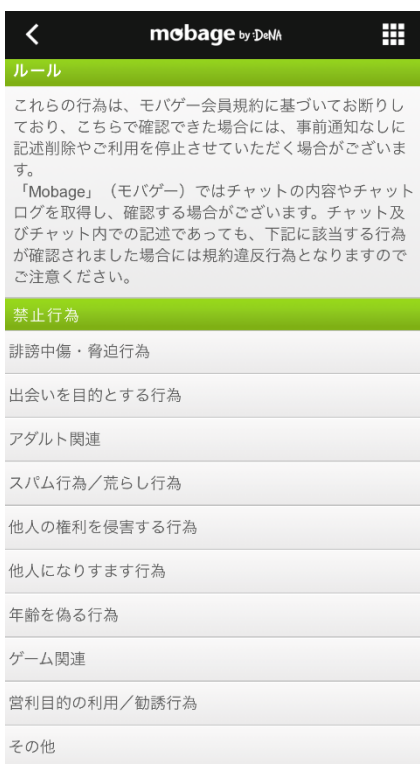 mobage by :DeNA
ルール
これらの行為は、モバゲー会員規約に基づいてお断りし
ており、こちらで確認できた場合には、事前通知なしに
記述削除やご利用を停止させていただく場合がございま
す。
「Mobage」（モバゲー）ではチャットの内容やチャット
ログを取得し、確認する場合がございます。チャット及
びチャット内での記述であっても、下記に該当する行為
が確認されました場合には規約違反行為となりますので
ご注意ください。
禁止行為
誹謗中傷・脅迫行為
出会いを目的とする行為
アダルト関連
スパム行為／荒らし行為
他人の権利を侵害する行為
他人になりすます行為
年齢を偽る行為
ゲーム関連
営利目的の利用／勧誘行為
その他